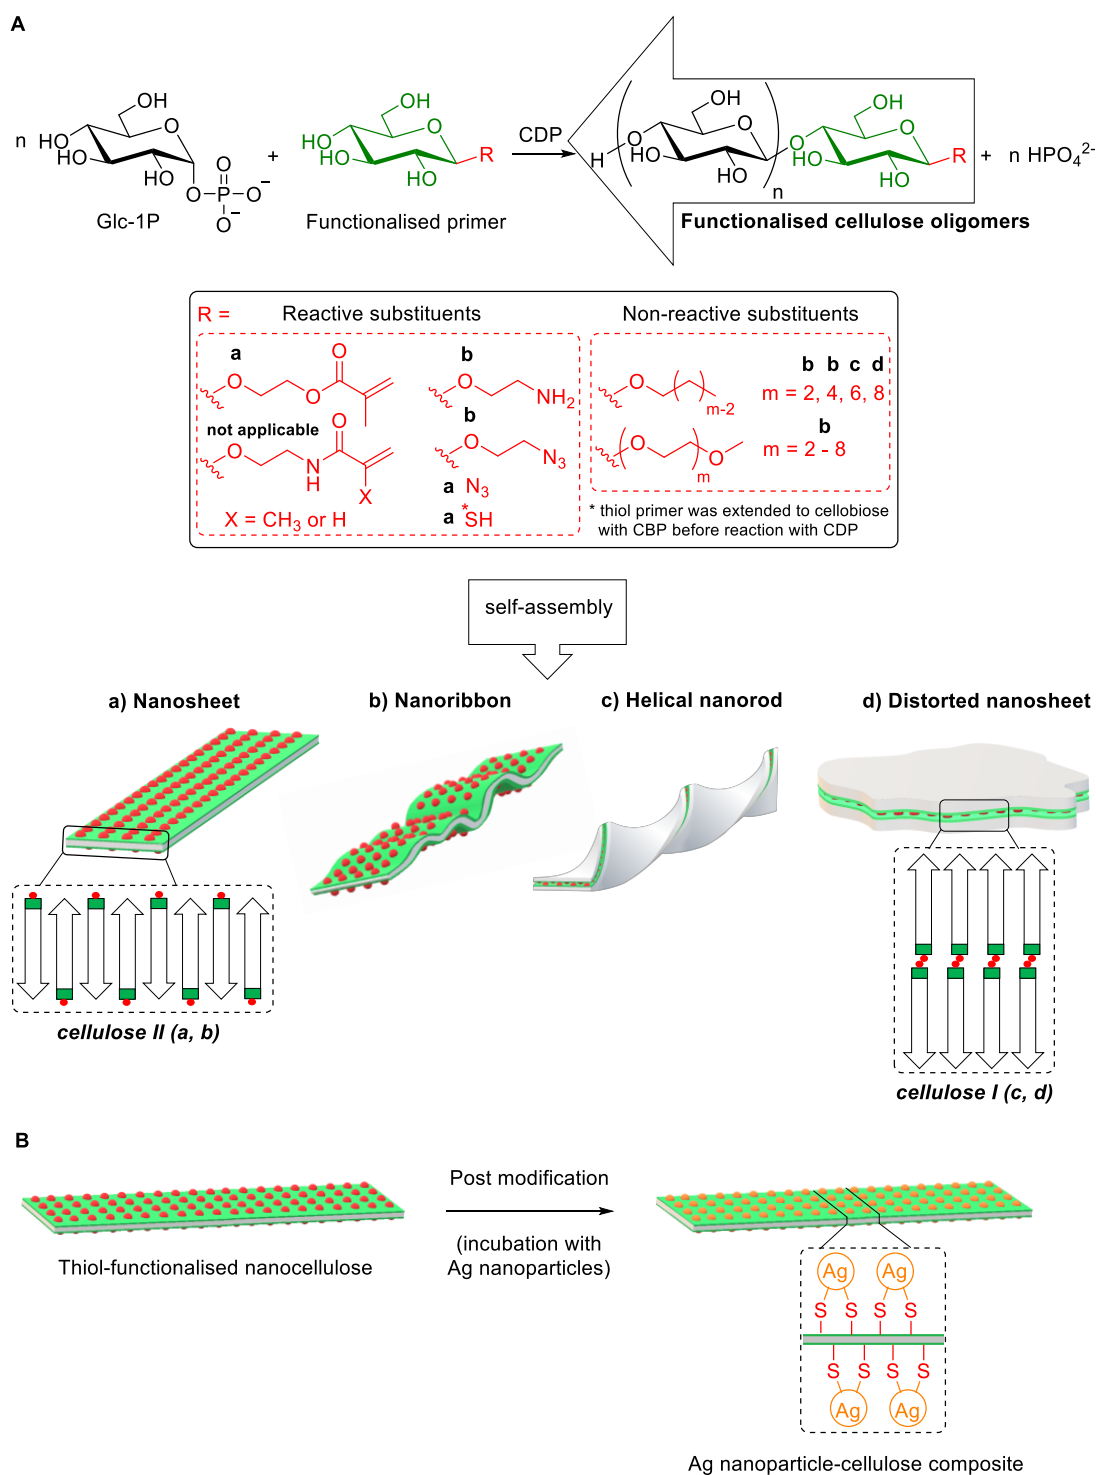 A
n
HO
HO
OH
O
HO
O
O
P
O⁻
O⁻
Glc-1P
+
HO
HO
OH
O
HO
R
Functionalised primer
CDP
H
O
HO
OH
O
HO
n
O
HO
OH
O
HO
R
+ n HPO₄²⁻
Functionalised cellulose oligomers
R = Reactive substituents
Non-reactive substituents
a
O
O
O
b
O
NH₂
not applicable
O
N
H
O
X
b
O
N₃
X = CH₃ or H
a N₃
a *SH
O
m-2
b b c d
m = 2, 4, 6, 8
O
O
m
b
m = 2 - 8
* thiol primer was extended to cellobiose
with CBP before reaction with CDP
self-assembly
a) Nanosheet
b) Nanoribbon
c) Helical nanorod
d) Distorted nanosheet
cellulose II (a, b)
cellulose I (c, d)
B
Thiol-functionalised nanocellulose
Post modification
(incubation with
Ag nanoparticles)
Ag Ag
S S S S
S S S S
Ag Ag
Ag nanoparticle-cellulose composite